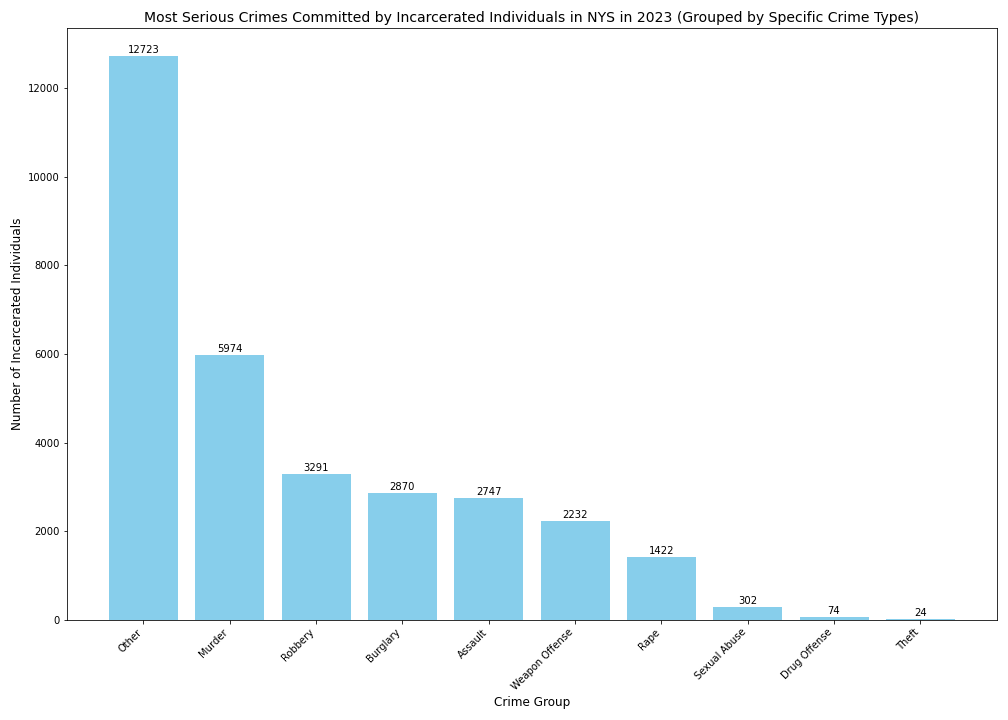 Most Serious Crimes Committed by Incarcerated Individuals in NYS in 2023 (Grouped by Specific Crime Types)
Number of Incarcerated Individuals
12000
10000
8000
6000
4000
2000
0
12723
5974
3291
2870
2747
2232
1422
302
74
24
Other
Murder
Robbery
Burglary
Assault
Weapon Offense
Rape
Sexual Abuse
Drug Offense
Theft
Crime Group